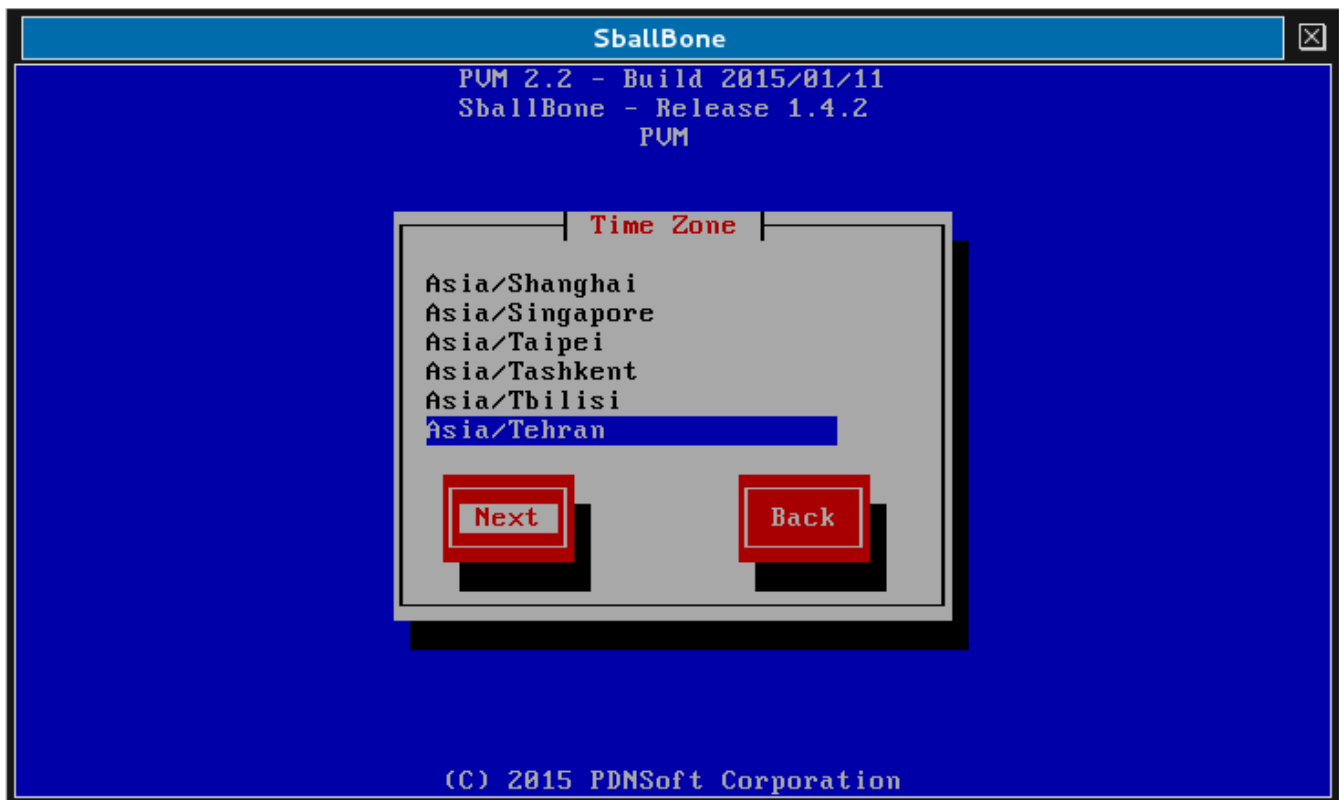 SballBone
PVM 2.2 - Build 2015/01/11
SballBone - Release 1.4.2
PVM
Time Zone
Asia/Shanghai
Asia/Singapore
Asia/Taipei
Asia/Tashkent
Asia/Tbilisi
Asia/Tehran
Next Back
(C) 2015 PDNSoft Corporation